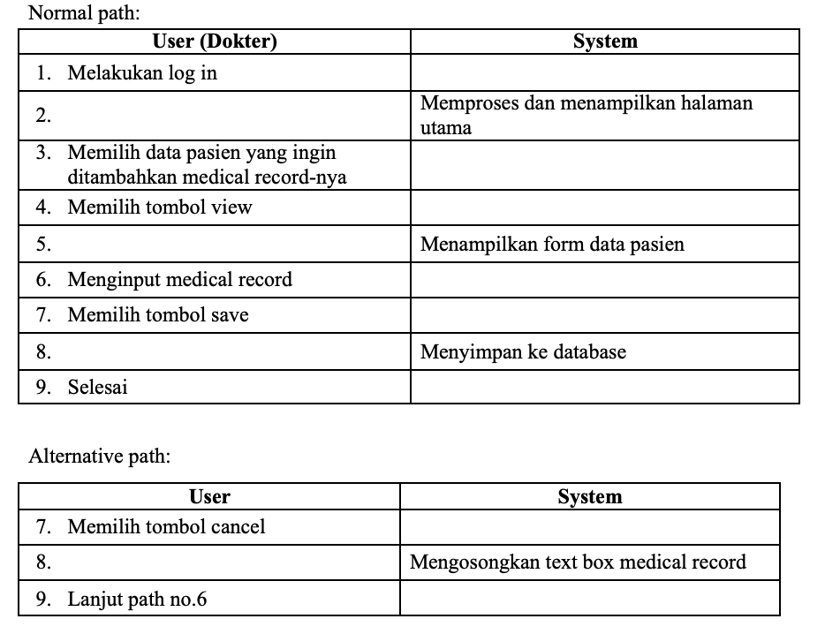 Normal path:
User (Dokter) System
1. Melakukan log in
2. Memproses dan menampilkan halaman
utama
3. Memilih data pasien yang ingin
ditambahkan medical record-nya
4. Memilih tombol view
5. Menampilkan form data pasien
6. Menginput medical record
7. Memilih tombol save
8. Menyimpan ke database
9. Selesai
Alternative path:
User System
7. Memilih tombol cancel
8. Mengosongkan text box medical record
9. Lanjut path no.6